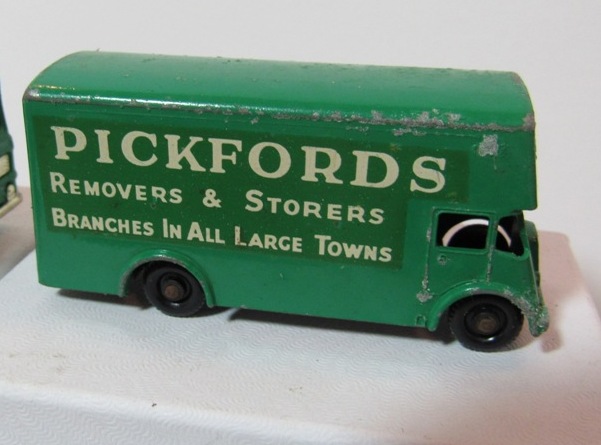 PICKFORDS
REMOVERS & STORERS
BRANCHES IN ALL LARGE TOWNS